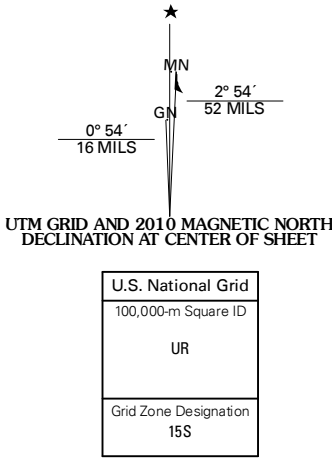 ★
MN
GN
2° 54´
52 MILS
0° 54´
16 MILS
UTM GRID AND 2010 MAGNETIC NORTH
DECLINATION AT CENTER OF SHEET
U.S. National Grid
100,000-m Square ID
UR
Grid Zone Designation
15S